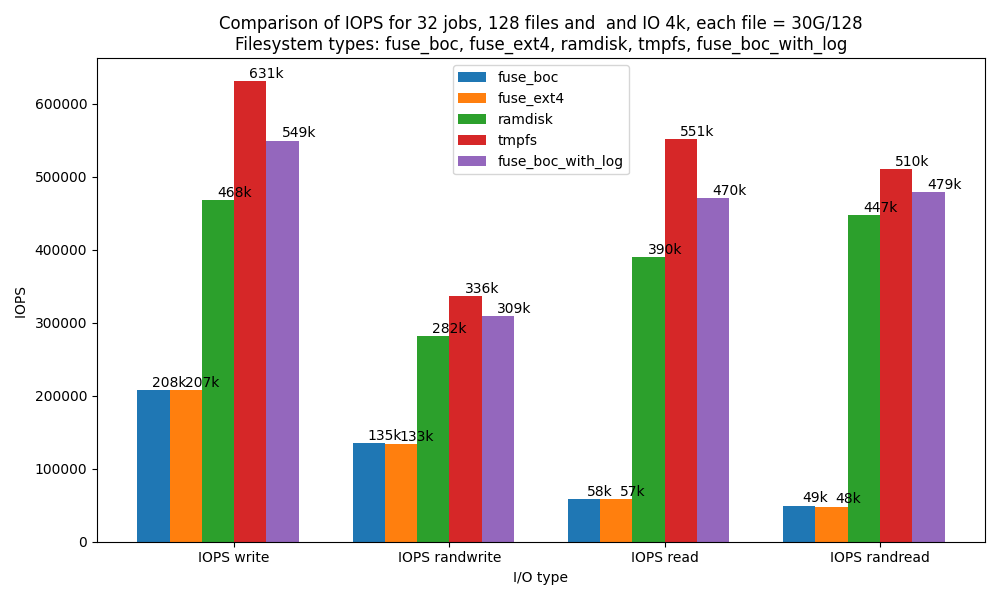 Comparison of IOPS for 32 jobs, 128 files and  and IO 4k, each file = 30G/128
Filesystem types: fuse_boc, fuse_ext4, ramdisk, tmpfs, fuse_boc_with_log
fuse_boc
fuse_ext4
ramdisk
tmpfs
fuse_boc_with_log
IOPS
600000
500000
400000
300000
200000
100000
0
208k 207k 468k 631k 549k
135k 133k 282k 336k 309k
58k 57k 390k 551k 470k
49k 48k 447k 510k 479k
IOPS write IOPS randwrite IOPS read IOPS randread
I/O type